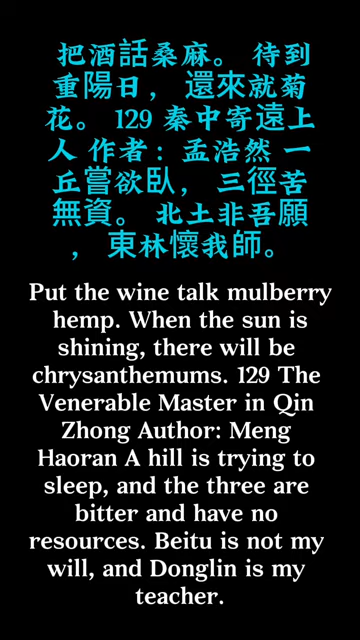 把酒話桑麻。 待到
重陽日， 還來就菊
花。 129 秦中寄遠上
人 作者：孟浩然 一
丘嘗欲臥， 三徑苦
無資。 北土非吾願
， 東林懷我師。
Put the wine talk mulberry
hemp. When the sun is
shining, there will be
chrysanthemums. 129 The
Venerable Master in Qin
Zhong Author: Meng
Haoran A hill is trying to
sleep, and the three are
bitter and have no
resources. Beitu is not my
will, and Donglin is my
teacher.